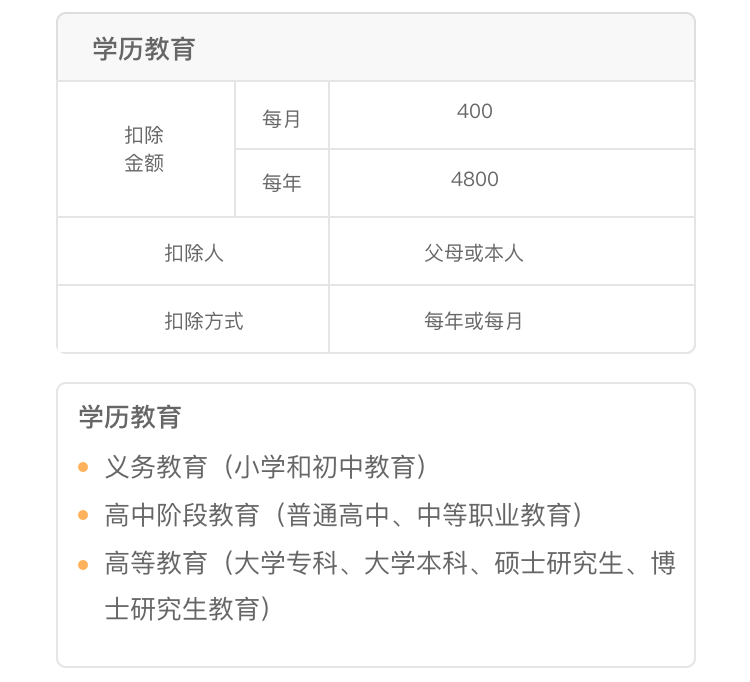 学历教育
扣除
金额
每月
400
每年
4800
扣除人
父母或本人
扣除方式
每年或每月
学历教育
义务教育（小学和初中教育）
高中阶段教育（普通高中、中等职业教育）
高等教育（大学专科、大学本科、硕士研究生、博
士研究生教育）